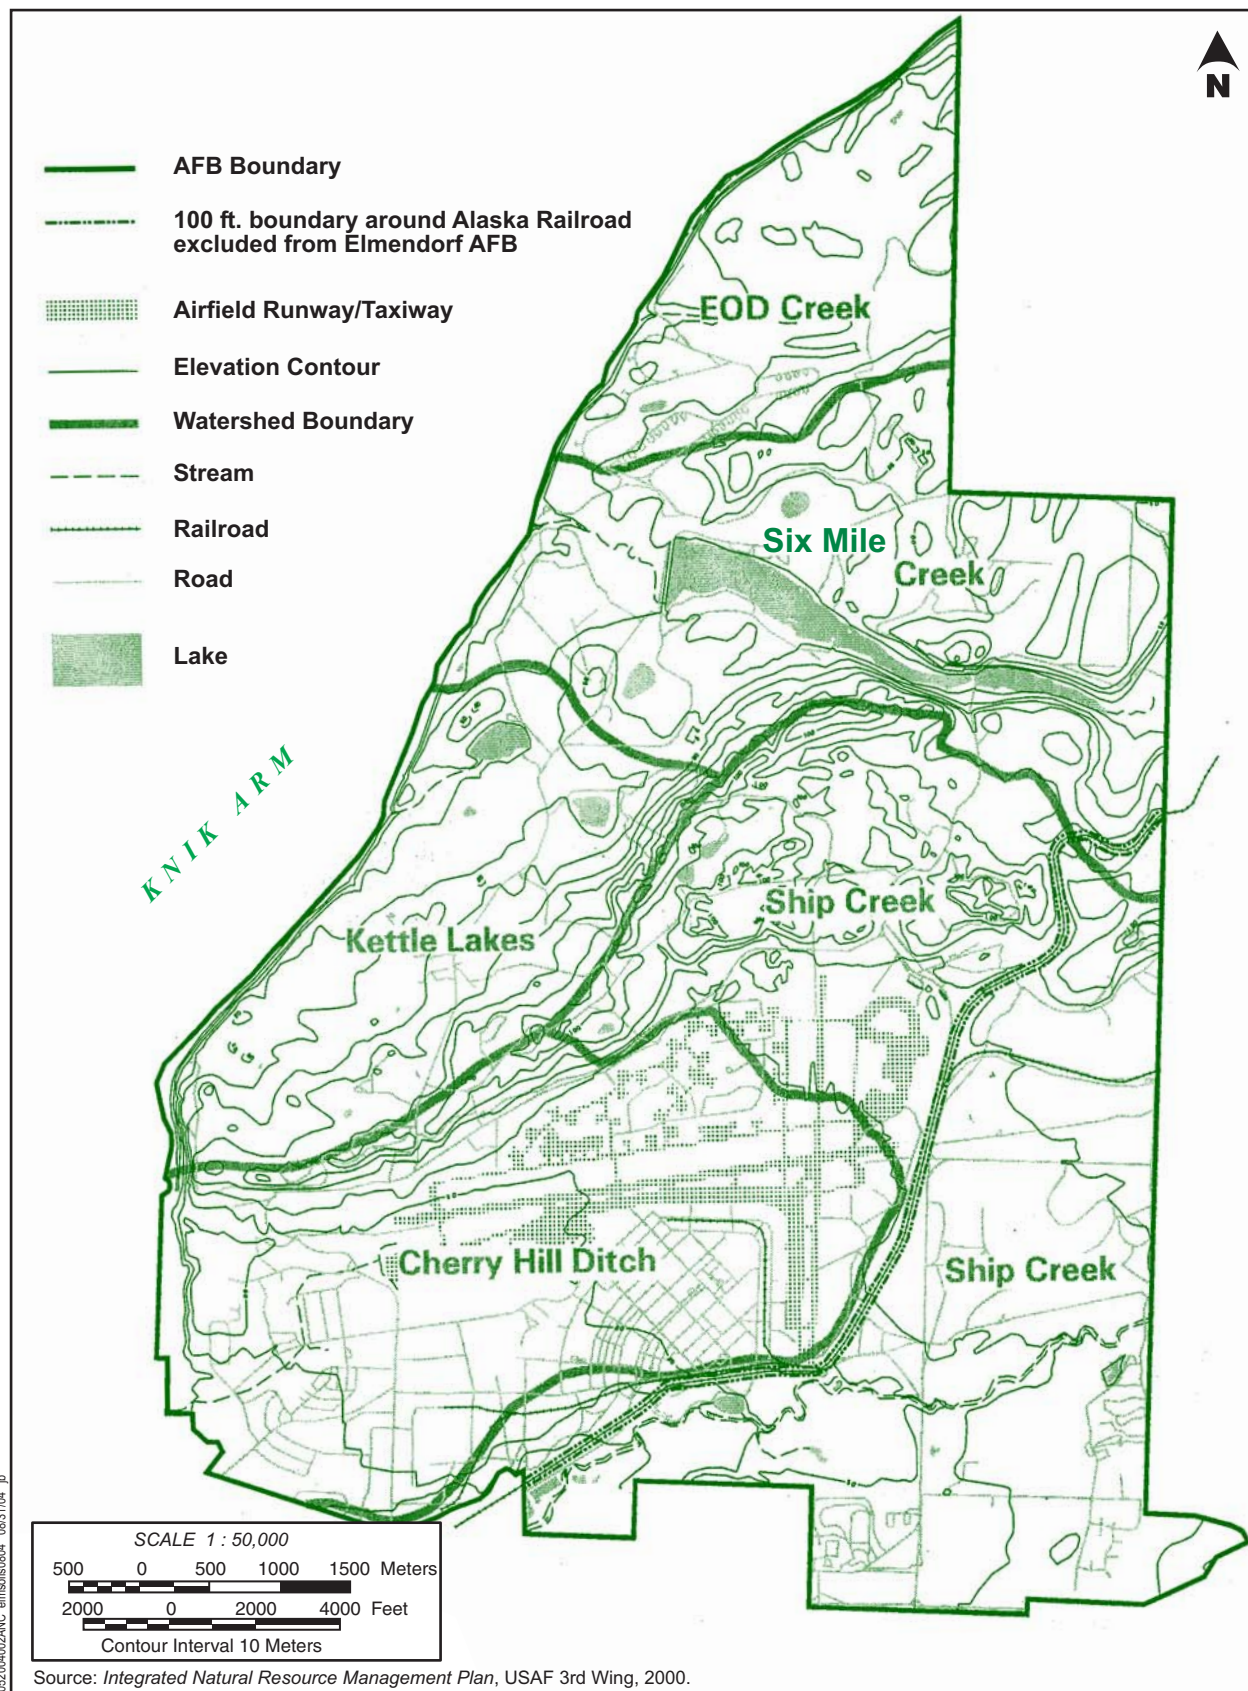 N
AFB Boundary
100 ft. boundary around Alaska Railroad
excluded from Elmendorf AFB
Airfield Runway/Taxiway
Elevation Contour
Watershed Boundary
Stream
Railroad
Road
Lake
EOD Creek
Six Mile
Creek
KNIK ARM
Ship Creek
Kettle Lakes
Cherry Hill Ditch
Ship Creek
SCALE 1 : 50,000
500 0 500 1000 1500 Meters
2000 0 2000 4000 Feet
Contour Interval 10 Meters
Source: Integrated Natural Resource Management Plan, USAF 3rd Wing, 2000.